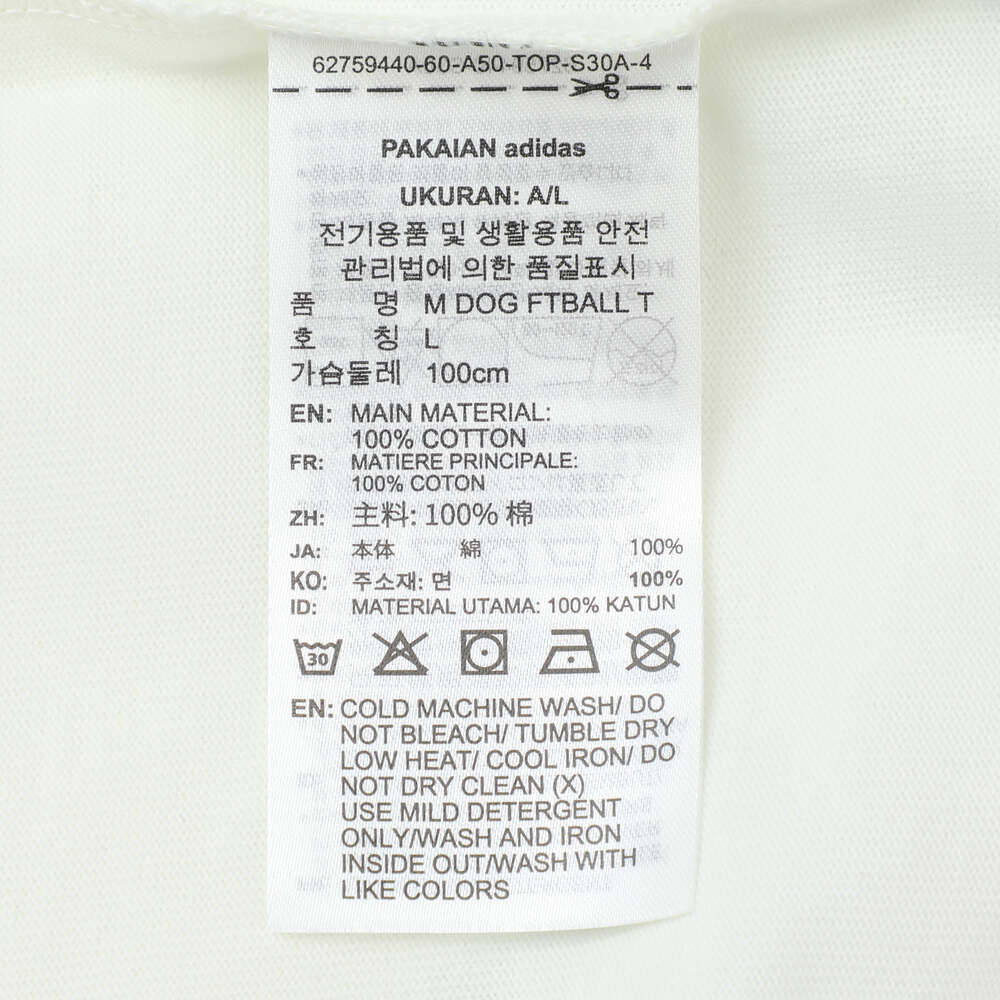 62759440-60-A50-TOP-S30A-4
PAKAIAN adidas
UKURAN: A/L
전기용품 및 생활용품 안전
관리법에 의한 품질표시
품 명 M DOG FTBALL T
호 칭 L
가슴둘레 100cm
EN: MAIN MATERIAL:
100% COTTON
FR: MATIERE PRINCIPALE:
100% COTON
ZH: 主料: 100% 棉
JA: 本体 綿 100%
KO: 주소재: 면 100%
ID: MATERIAL UTAMA: 100% KATUN
30
EN: COLD MACHINE WASH/ DO
NOT BLEACH/ TUMBLE DRY
LOW HEAT/ COOL IRON/ DO
NOT DRY CLEAN (X)
USE MILD DETERGENT
ONLY/WASH AND IRON
INSIDE OUT/WASH WITH
LIKE COLORS